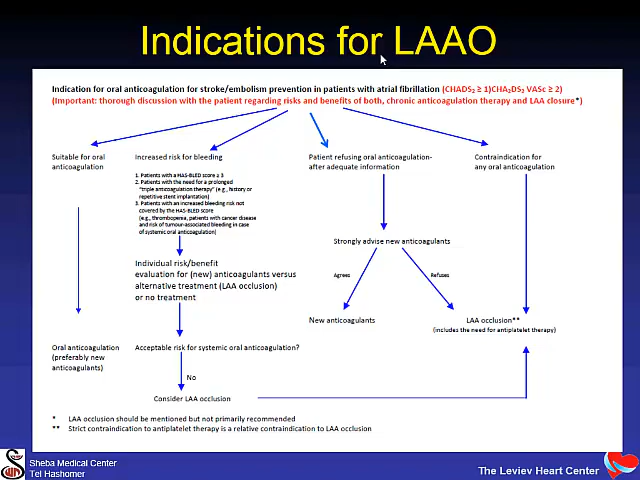 Indications for LAAO
Indication for oral anticoagulation for stroke/embolism prevention in patients with atrial fibrillation (CHADS₂ ≥ 1)CHA₂DS₂ VASc ≥ 2)
(Important: thorough discussion with the patient regarding risks and benefits of both, chronic anticoagulation therapy and LAA closure*)
Suitable for oral
anticoagulation
Increased risk for bleeding
1. Patients with a HAS-BLED score ≥ 3
2. Patients with the need for a prolonged
"triple anticoagulation therapy" (e.g., history or
repetitive stent implantation)
3. Patients with an increased bleeding risk not
covered by the HAS-BLED score
(e.g., thrombopenia, patients with cancer disease
and risk of tumour-associated bleeding in case
of systemic oral anticoagulation)
Patient refusing oral anticoagulation-
after adequate information
Contraindication for
any oral anticoagulation
Strongly advise new anticoagulants
Individual risk/benefit
evaluation for (new) anticoagulants versus
alternative treatment (LAA occlusion)
or no treatment
Agrees
Refuses
New anticoagulants
LAA occlusion**
(includes the need for antiplatelet therapy)
Oral anticoagulation
(preferably new
anticoagulants)
Acceptable risk for systemic oral anticoagulation?
No
Consider LAA occlusion
* LAA occlusion should be mentioned but not primarily recommended
** Strict contraindication to antiplatelet therapy is a relative contraindication to LAA occlusion
Sheba Medical Center
Tel Hashomer
The Leviev Heart Center